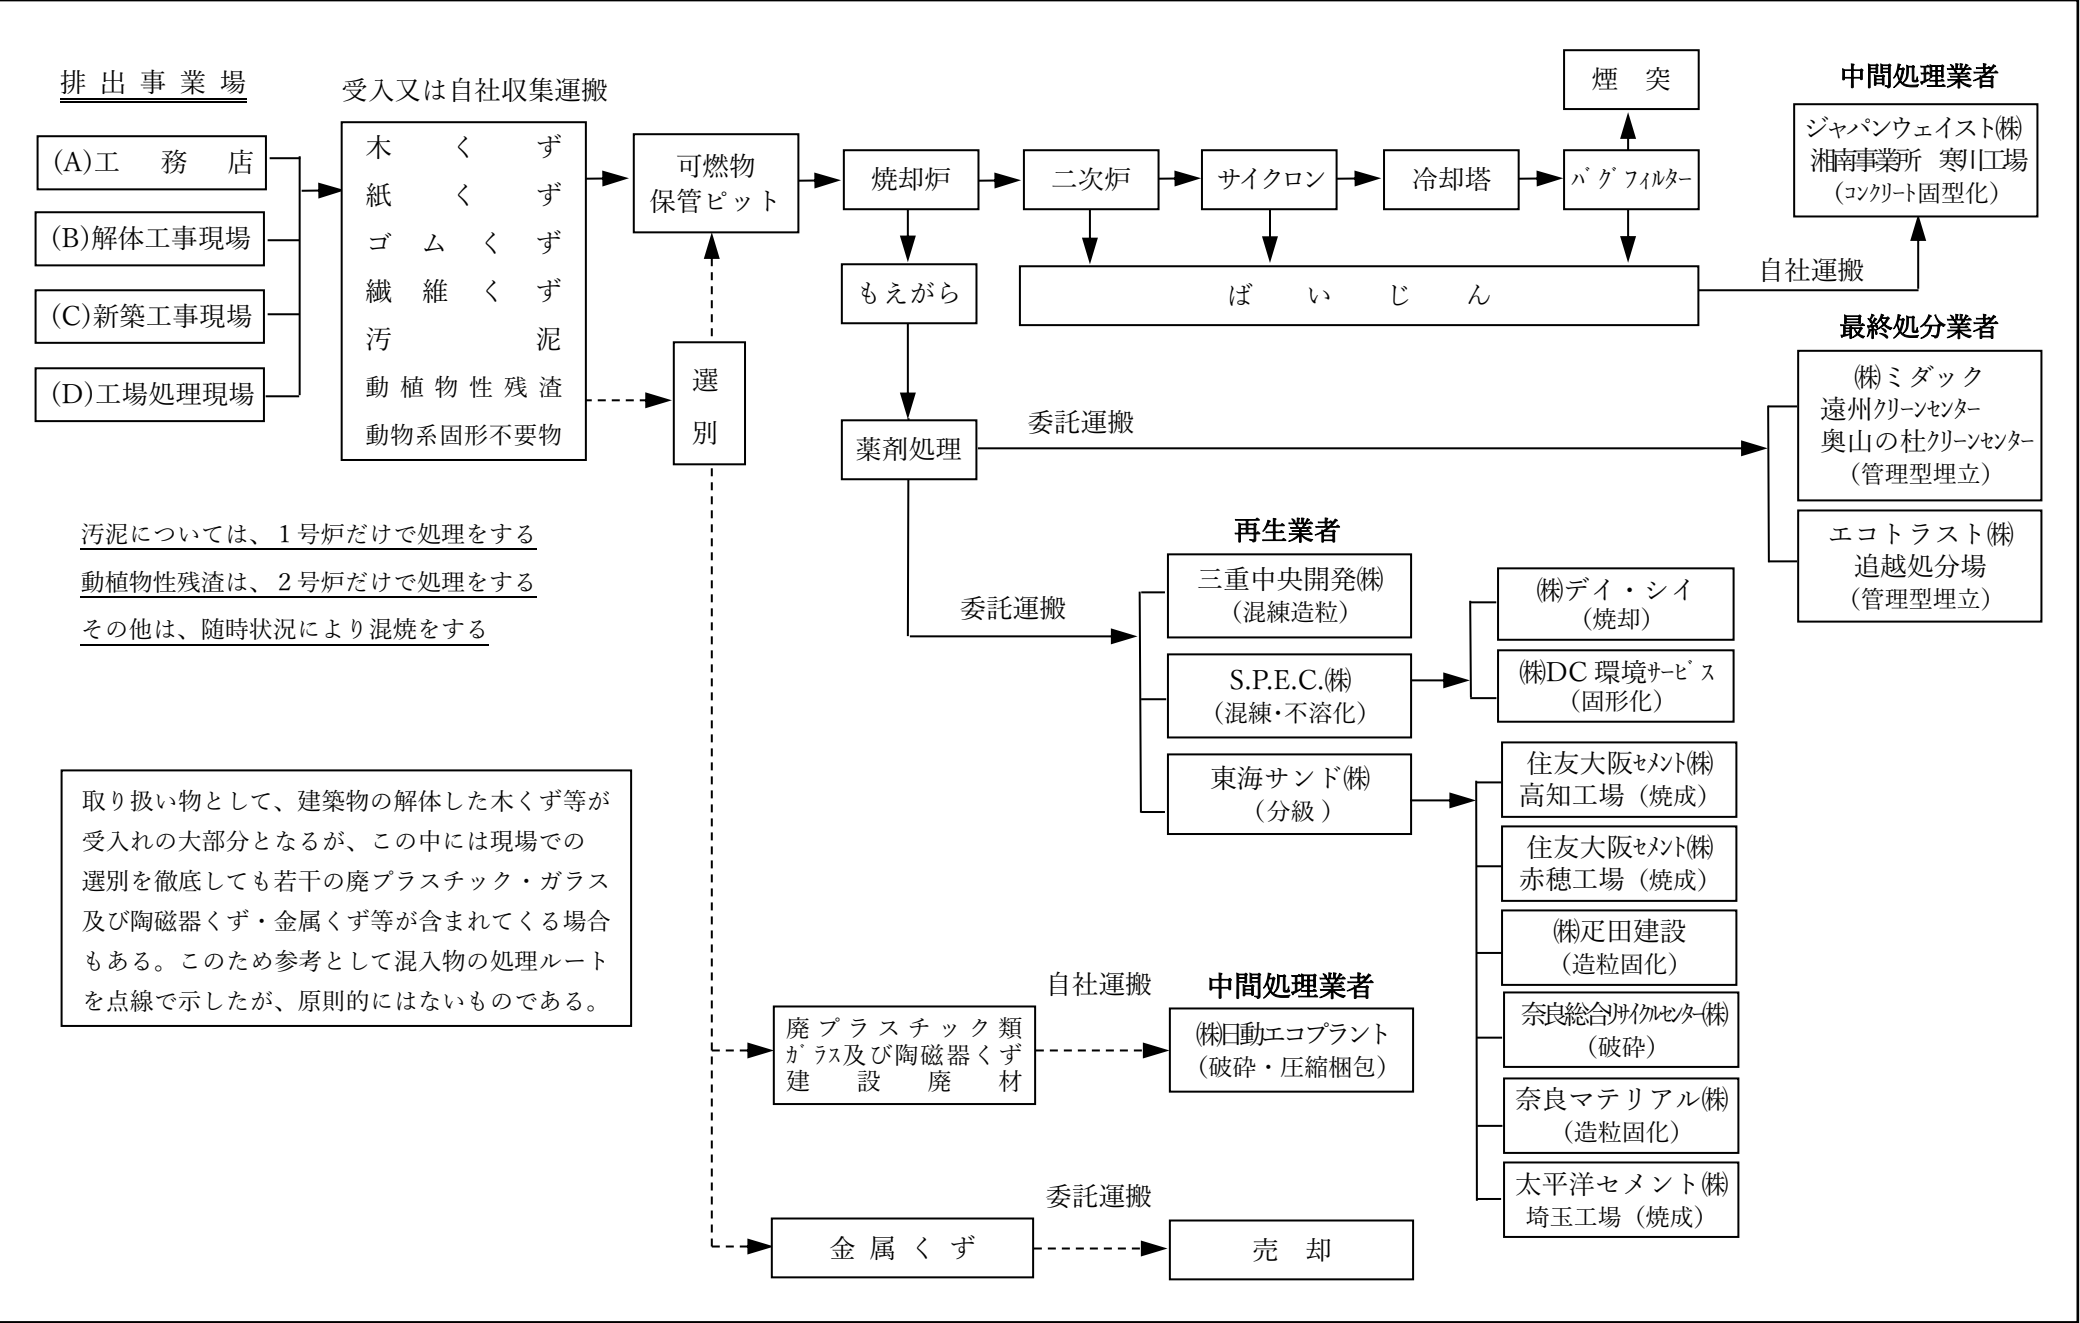 排出事業場
(A)工務店
(B)解体工事現場
(C)新築工事現場
(D)工場処理現場
受入又は自社収集運搬
木くず
紙くず
ゴムくず
繊維くず
汚泥
動植物性残渣
動物系固形不要物
可燃物
保管ピット
選
別
焼却炉
二次炉
サイクロン
冷却塔
バグフィルター
煙突
もえがら
ばいじん
自社運搬
中間処理業者
ジャパンウェイスト㈱
湘南事業所 寒川工場
（コンクリート固型化）
薬剤処理
委託運搬
最終処分業者
㈱ミダック
遠州クリーンセンター
奥山の杜クリーンセンター
（管理型埋立）
エコトラスト㈱
追越処分場
（管理型埋立）
委託運搬
再生業者
三重中央開発㈱
（混練造粒）
S.P.E.C.㈱
（混練・不溶化）
東海サンド㈱
（分級 ）
㈱デイ・シイ
（焼却）
㈱DC 環境サービス
（固形化）
住友大阪セメント㈱
高知工場（焼成）
住友大阪セメント㈱
赤穂工場（焼成）
㈱疋田建設
（造粒固化）
奈良総合リサイクルセンター㈱
（破砕）
奈良マテリアル㈱
（造粒固化）
太平洋セメント㈱
埼玉工場（焼成）
汚泥については、１号炉だけで処理をする
動植物性残渣は、２号炉だけで処理をする
その他は、随時状況により混焼をする
取り扱い物として、建築物の解体した木くず等が
受入れの大部分となるが、この中には現場での
選別を徹底しても若干の廃プラスチック・ガラス
及び陶磁器くず・金属くず等が含まれてくる場合
もある。このため参考として混入物の処理ルート
を点線で示したが、原則的にはないものである。
廃プラスチック類
ガラス及び陶磁器くず
建設廃材
自社運搬
中間処理業者
㈱日動エコプラント
（破砕・圧縮梱包）
金属くず
委託運搬
売却